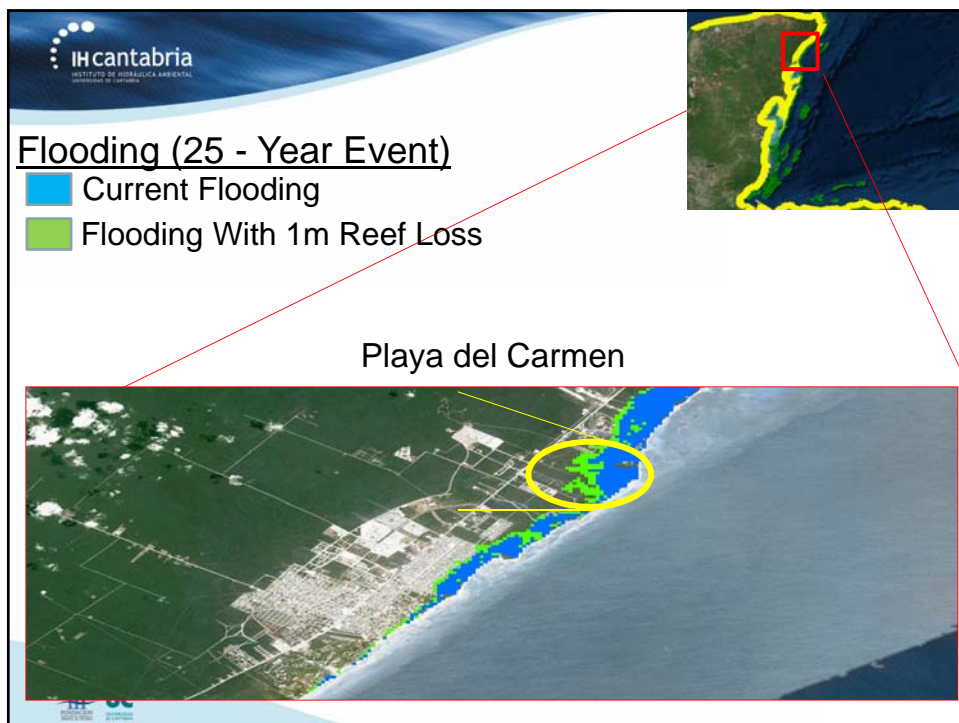 IHcantabria
INSTITUTO DE HIDRÁULICA AMBIENTAL
UNIVERSIDAD DE CANTABRIA
Flooding (25 - Year Event)
Current Flooding
Flooding With 1m Reef Loss
Playa del Carmen